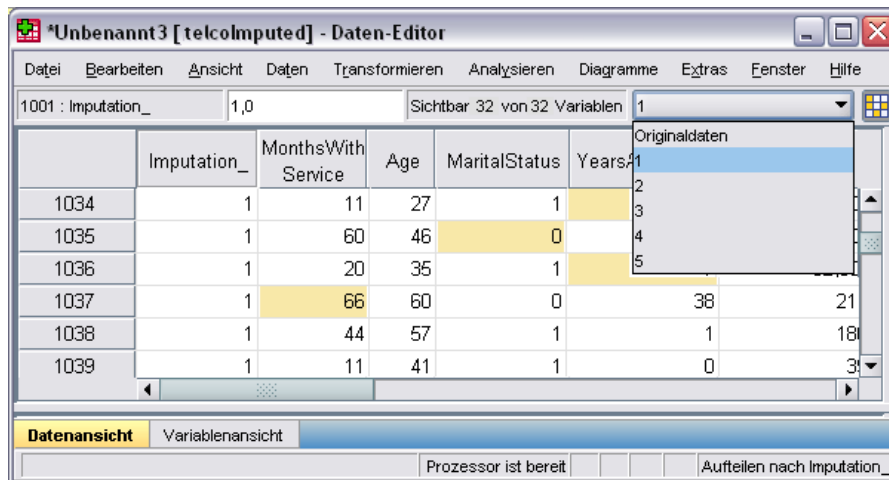 *Unbenannt3 [telcoImputed] - Daten-Editor
Datei Bearbeiten Ansicht Daten Transformieren Analysieren Diagramme Extras Fenster Hilfe
1001 : Imputation_ 1,0 Sichtbar 32 von 32 Variablen 1
Originaldaten
1
2
3
4
5
Imputation_ MonthsWith Service Age MaritalStatus
1034 1 11 27 1
1035 1 60 46 0
1036 1 20 35 1
1037 1 66 60 0 38 21
1038 1 44 57 1 1
1039 1 11 41 1 0
Datenansicht Variablenansicht
Prozessor ist bereit Aufteilen nach Imputation_